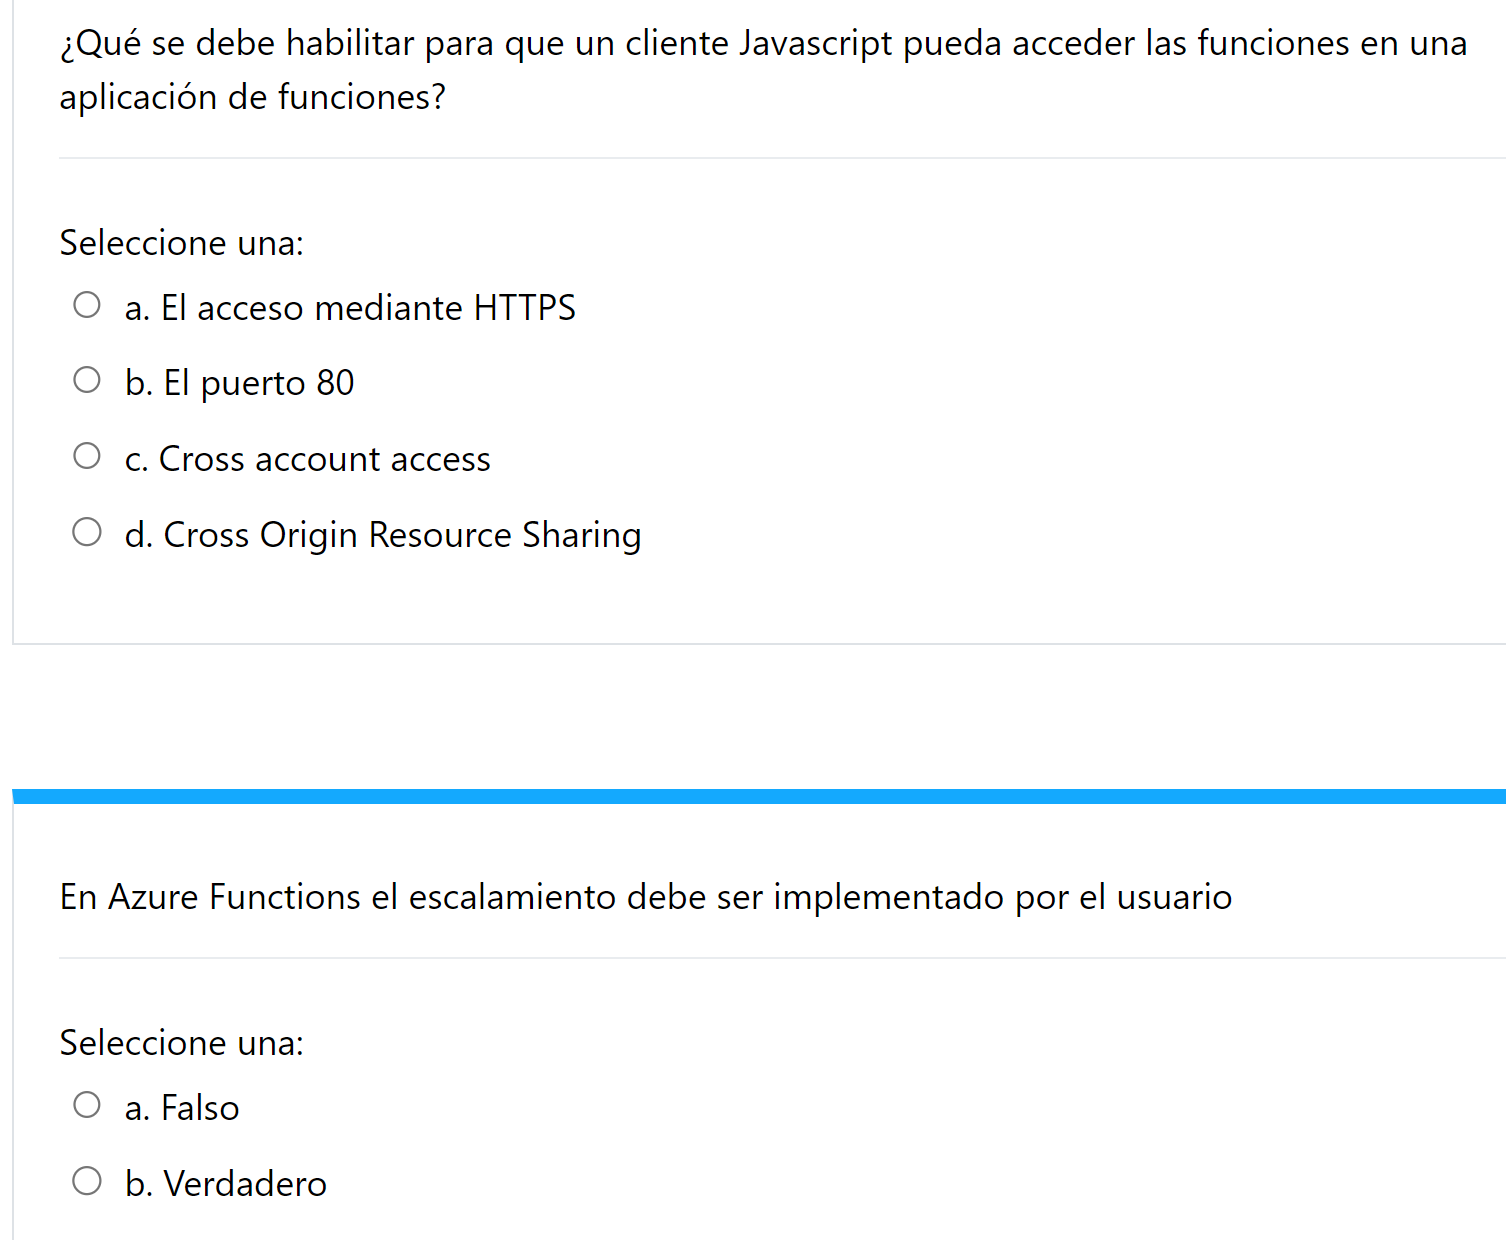 ¿Qué se debe habilitar para que un cliente Javascript pueda acceder las funciones en una
aplicación de funciones?
Seleccione una:
a. El acceso mediante HTTPS
b. El puerto 80
c. Cross account access
d. Cross Origin Resource Sharing
En Azure Functions el escalamiento debe ser implementado por el usuario
Seleccione una:
a. Falso
b. Verdadero